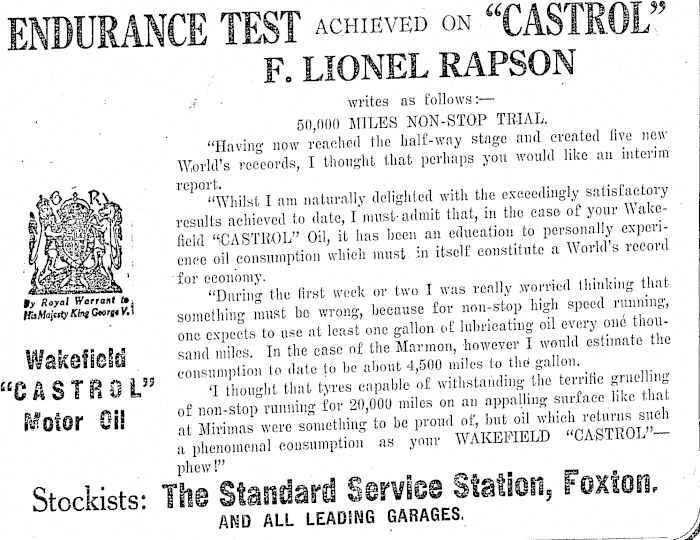 ENDURANCE TEST ACHIEVED ON "CASTROL"
F. LIONEL RAPSON
writes as follows:—
50,000 MILES NON-STOP TRIAL.
"Having now reached the half-way stage and created five new
World's reccords, I thought that perhaps you would like an interim
report.
"Whilst I am naturally delighted with the exceedingly satisfactory
results achieved to date, I must admit that, in the case of your Wake-
field "CASTROL" Oil, it has been an education to personally experi-
ence oil consumption which must in itself constitute a World's record
for economy.
"During the first week or two I was really worried thinking that
something must be wrong, because for non-stop high speed running,
one expects to use at least one gallon of lubricating oil every one thou-
sand miles. In the case of the Marmon, however I would estimate the
consumption to date to be about 4,500 miles to the gallon.
'I thought that tyres capable of withstanding the terrific gruelling
of non-stop running for 20,000 miles on an appalling surface like that
at Mirimas were something to be proud of, but oil which returns such
a phenomenal consumption as your WAKEFIELD "CASTROL"—
phew!"
G R
By Royal Warrant to
His Majesty King George V.
Wakefield
"CASTROL"
Motor Oil
Stockists: The Standard Service Station, Foxton.
AND ALL LEADING GARAGES.